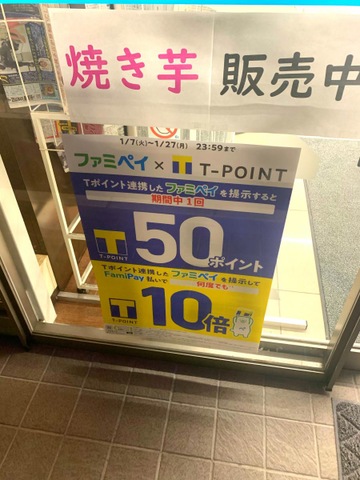 焼き芋 販売中
1/7(火)〜1/27(月) 23:59まで
ファミペイ × T T-POINT
Tポイント連携したファミペイを提示すると
期間中1回
T
T-POINT
50ポイント
Tポイント連携したファミペイを提示して
FamiPay払いで 何度でも
T
T-POINT
10倍